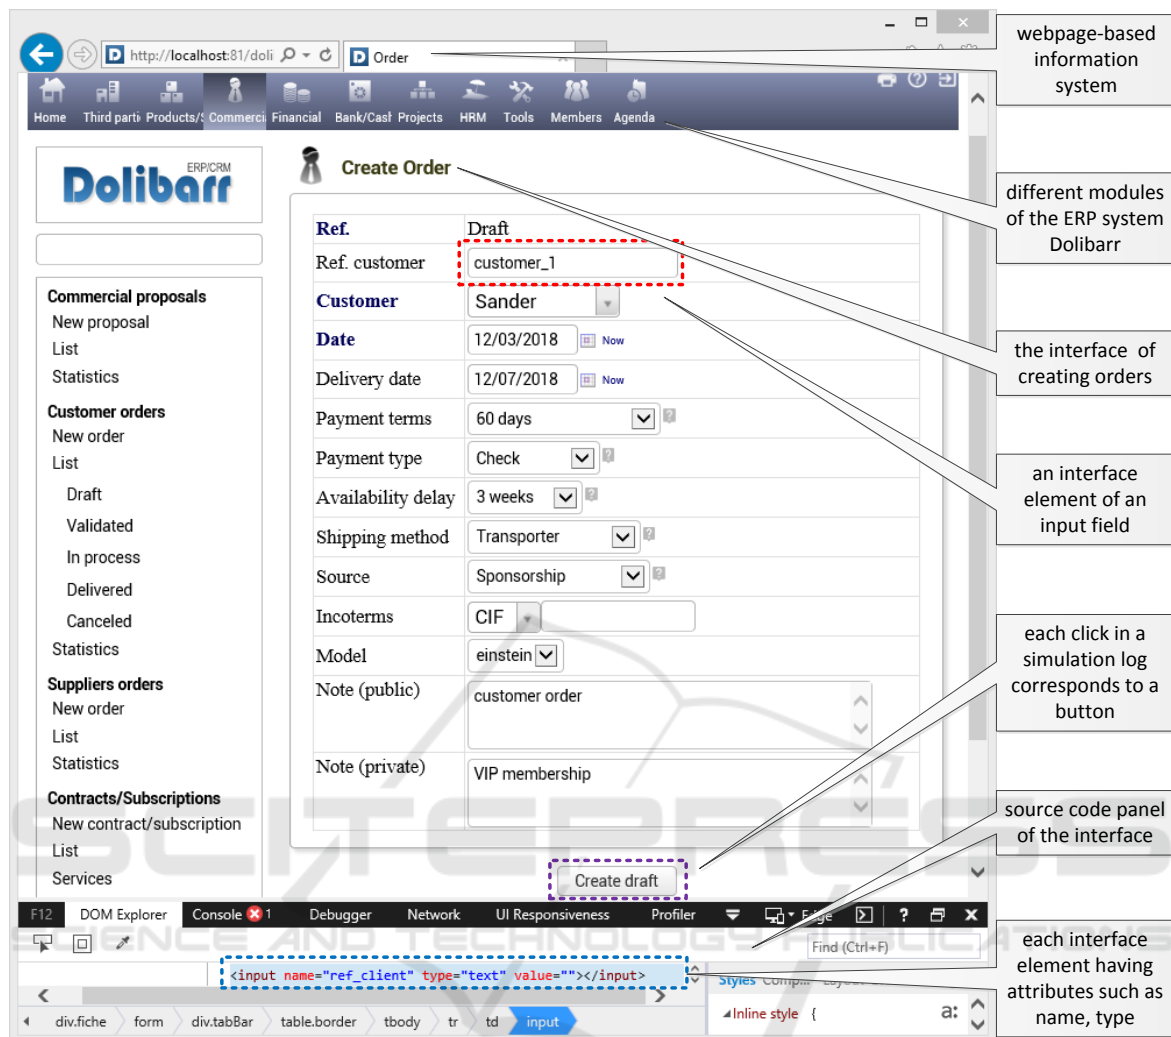 http://localhost:81/doli
Order
webpage-based
information
system
Home Third parti Products/S Commerci Financial Bank/Cash Projects HRM Tools Members Agenda
Dolibarr
ERP/CRM
Create Order
different modules
of the ERP system
Dolibarr
Ref. Draft
Ref. customer customer_1
Customer Sander
Date 12/03/2018 Now
Delivery date 12/07/2018 Now
Payment terms 60 days
Payment type Check
Availability delay 3 weeks
Shipping method Transporter
Source Sponsorship
Incoterms CIF
Model einstein
Note (public) customer order
Note (private) VIP membership
Create draft
Commercial proposals
New proposal
List
Statistics
Customer orders
New order
List
Draft
Validated
In process
Delivered
Canceled
Statistics
Suppliers orders
New order
List
Statistics
Contracts/Subscriptions
New contract/subscription
List
Services
the interface of
creating orders
an interface
element of an
input field
each click in a
simulation log
corresponds to a
button
source code panel
of the interface
each interface
element having
attributes such as
name, type
F12 DOM Explorer Console 1 Debugger Network UI Responsiveness Profiler Edge ?
Find (Ctrl+F)
<input name="ref_client" type="text" value=""></input>
Styles
Inline style {
a:
div.fiche form div.tabBar table.border tbody tr td input
SCITEPRESS
SCIENCE AND TECHNOLOGY PUBLICATIONS